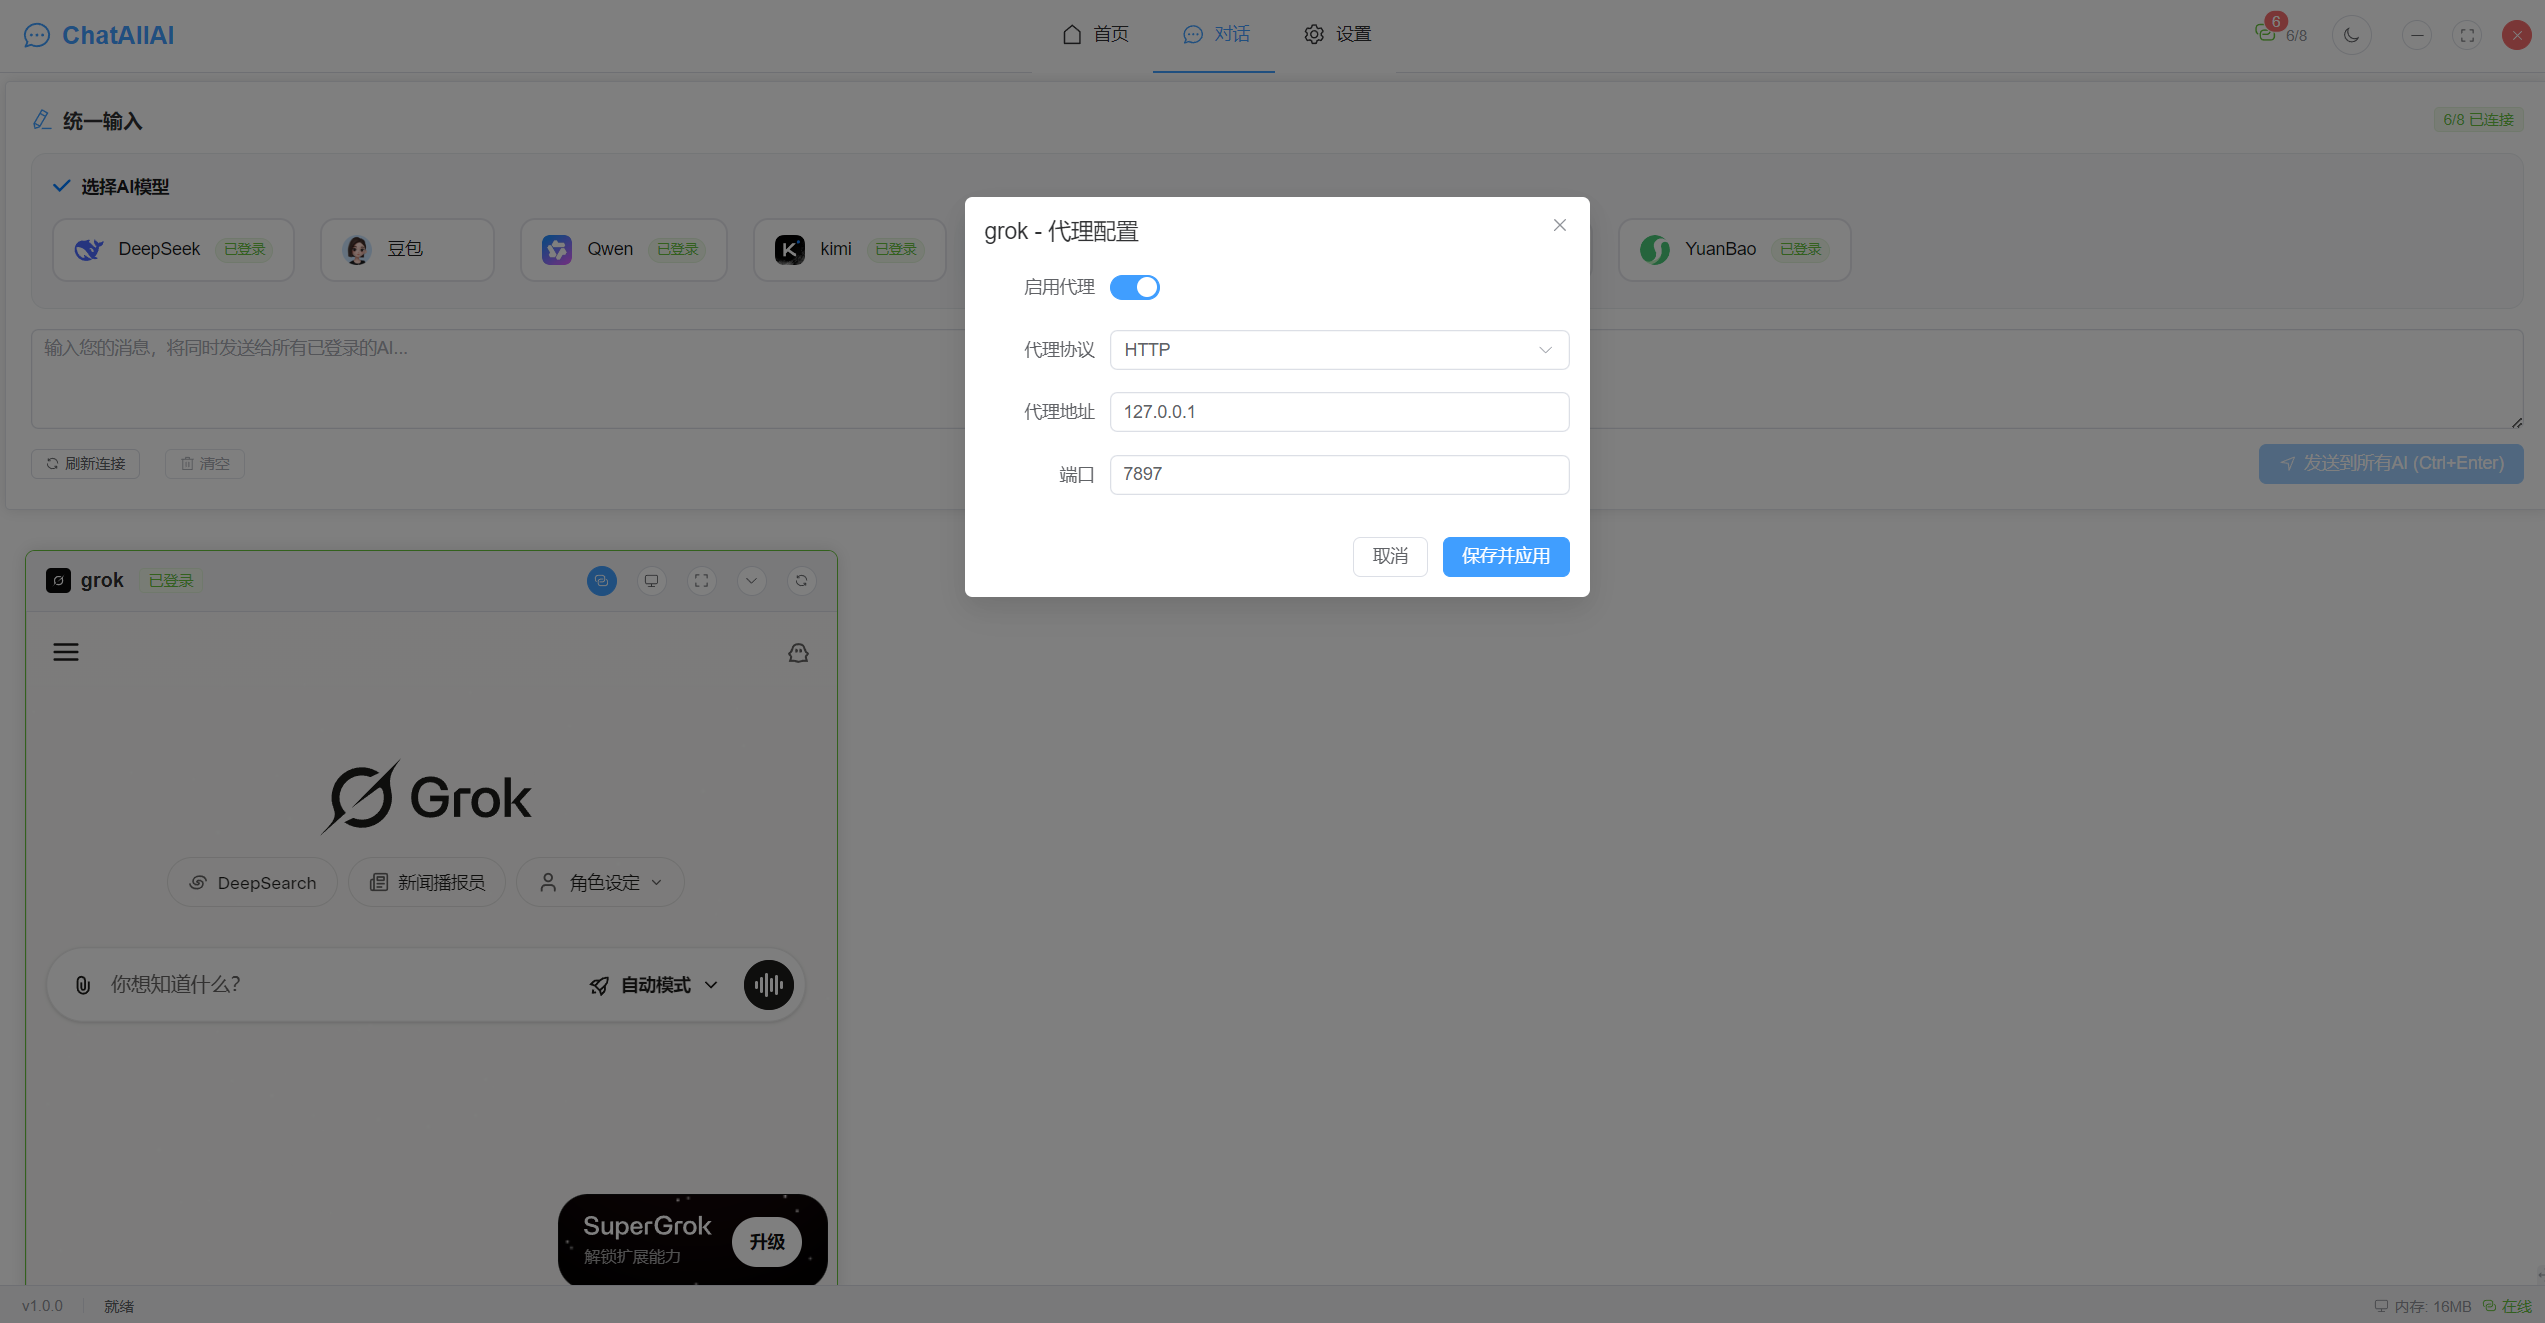 ChatAllAI
首页
对话
设置
6
6/8
统一输入
6/8 已连接
选择AI模型
DeepSeek 已登录
豆包
Qwen 已登录
kimi 已登录
YuanBao 已登录
输入您的消息，将同时发送给所有已登录的AI...
刷新连接
清空
发送到所有AI (Ctrl+Enter)
grok - 代理配置
启用代理
代理协议 HTTP
代理地址 127.0.0.1
端口 7897
取消
保存并应用
grok 已登录
Grok
DeepSearch
新闻播报员
角色设定
你想知道什么？
自动模式
SuperGrok
解锁扩展能力
升级
v1.0.0
就绪
内存: 16MB
在线